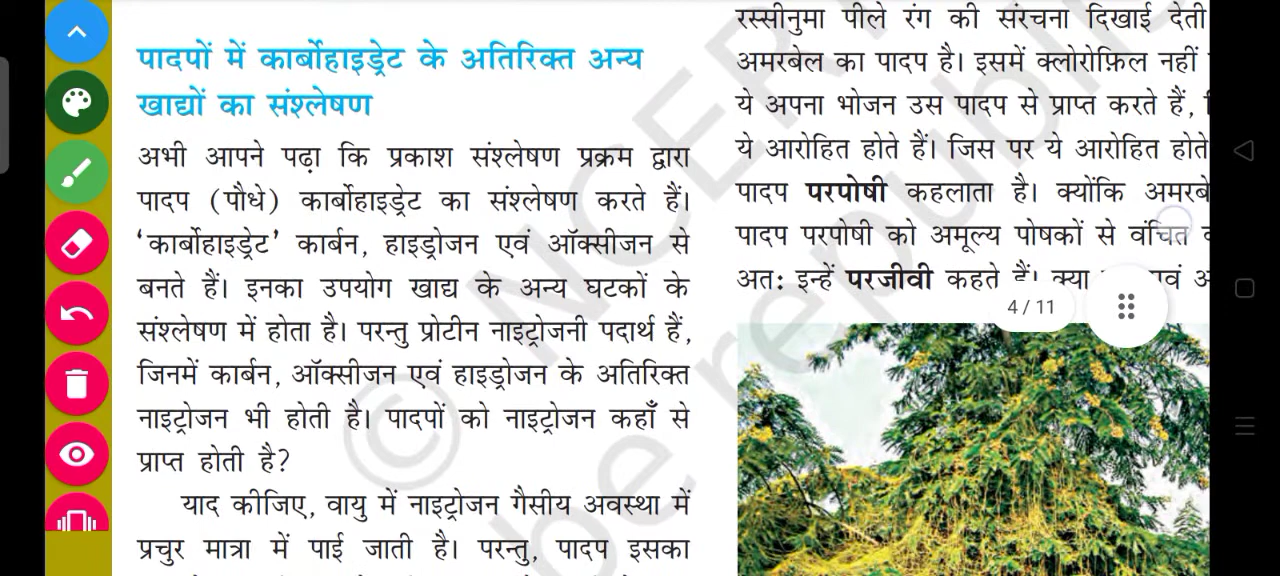 पादपों में कार्बोहाइड्रेट के अतिरिक्त अन्य
खाद्यों का संश्लेषण
अभी आपने पढ़ा कि प्रकाश संश्लेषण प्रक्रम द्वारा
पादप (पौधे) कार्बोहाइड्रेट का संश्लेषण करते हैं।
'कार्बोहाइड्रेट' कार्बन, हाइड्रोजन एवं ऑक्सीजन से
बनते हैं। इनका उपयोग खाद्य के अन्य घटकों के
संश्लेषण में होता है। परन्तु प्रोटीन नाइट्रोजनी पदार्थ हैं,
जिनमें कार्बन, ऑक्सीजन एवं हाइड्रोजन के अतिरिक्त
नाइट्रोजन भी होती है। पादपों को नाइट्रोजन कहाँ से
प्राप्त होती है?
याद कीजिए, वायु में नाइट्रोजन गैसीय अवस्था में
प्रचुर मात्रा में पाई जाती है। परन्तु, पादप इसका
रस्सीनुमा पीले रंग की संरचना दिखाई देती
अमरबेल का पादप है। इसमें क्लोरोफ़िल नहीं
ये अपना भोजन उस पादप से प्राप्त करते हैं,
ये आरोहित होते हैं। जिस पर ये आरोहित होते
पादप परपोषी कहलाता है। क्योंकि
पादप परपोषी को अमूल्य पोषकों से वंचित
अतः इन्हें परजीवी कहते हैं। क्या
4 / 11
© NCERT
be republi